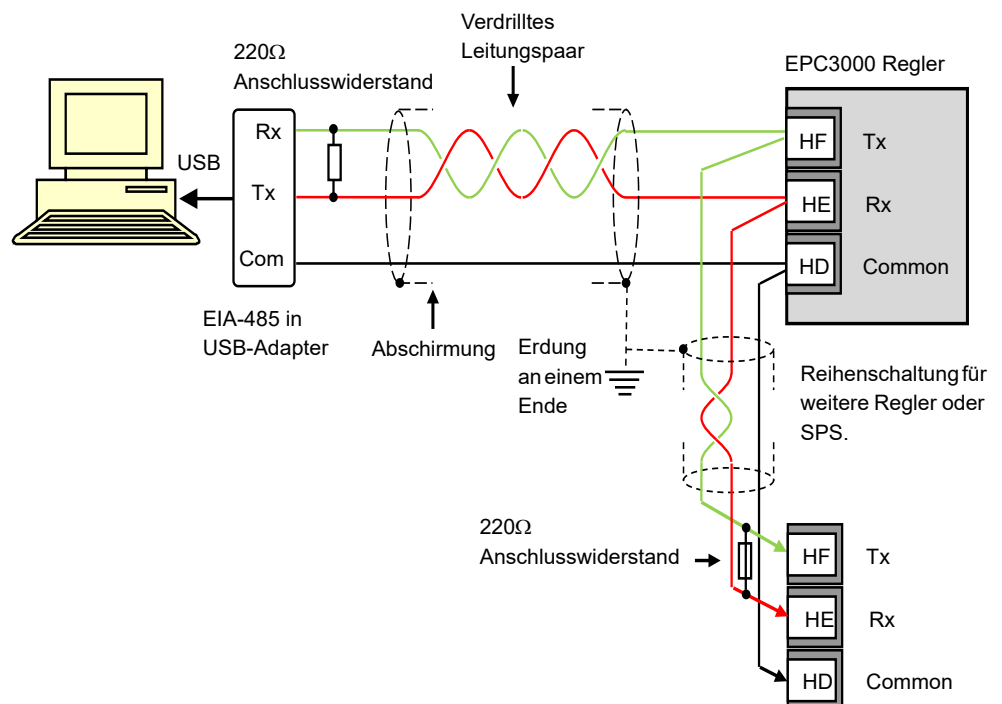 Verdrilltes
Leitungspaar
220Ω
Anschlusswiderstand
EPC3000 Regler
USB
Rx
Tx
Com
HF
Tx
HE
Rx
HD
Common
EIA-485 in
USB-Adapter
Abschirmung
Erdung
an einem
Ende
Reihenschaltung für
weitere Regler oder
SPS.
220Ω
Anschlusswiderstand
HF
Tx
HE
Rx
HD
Common